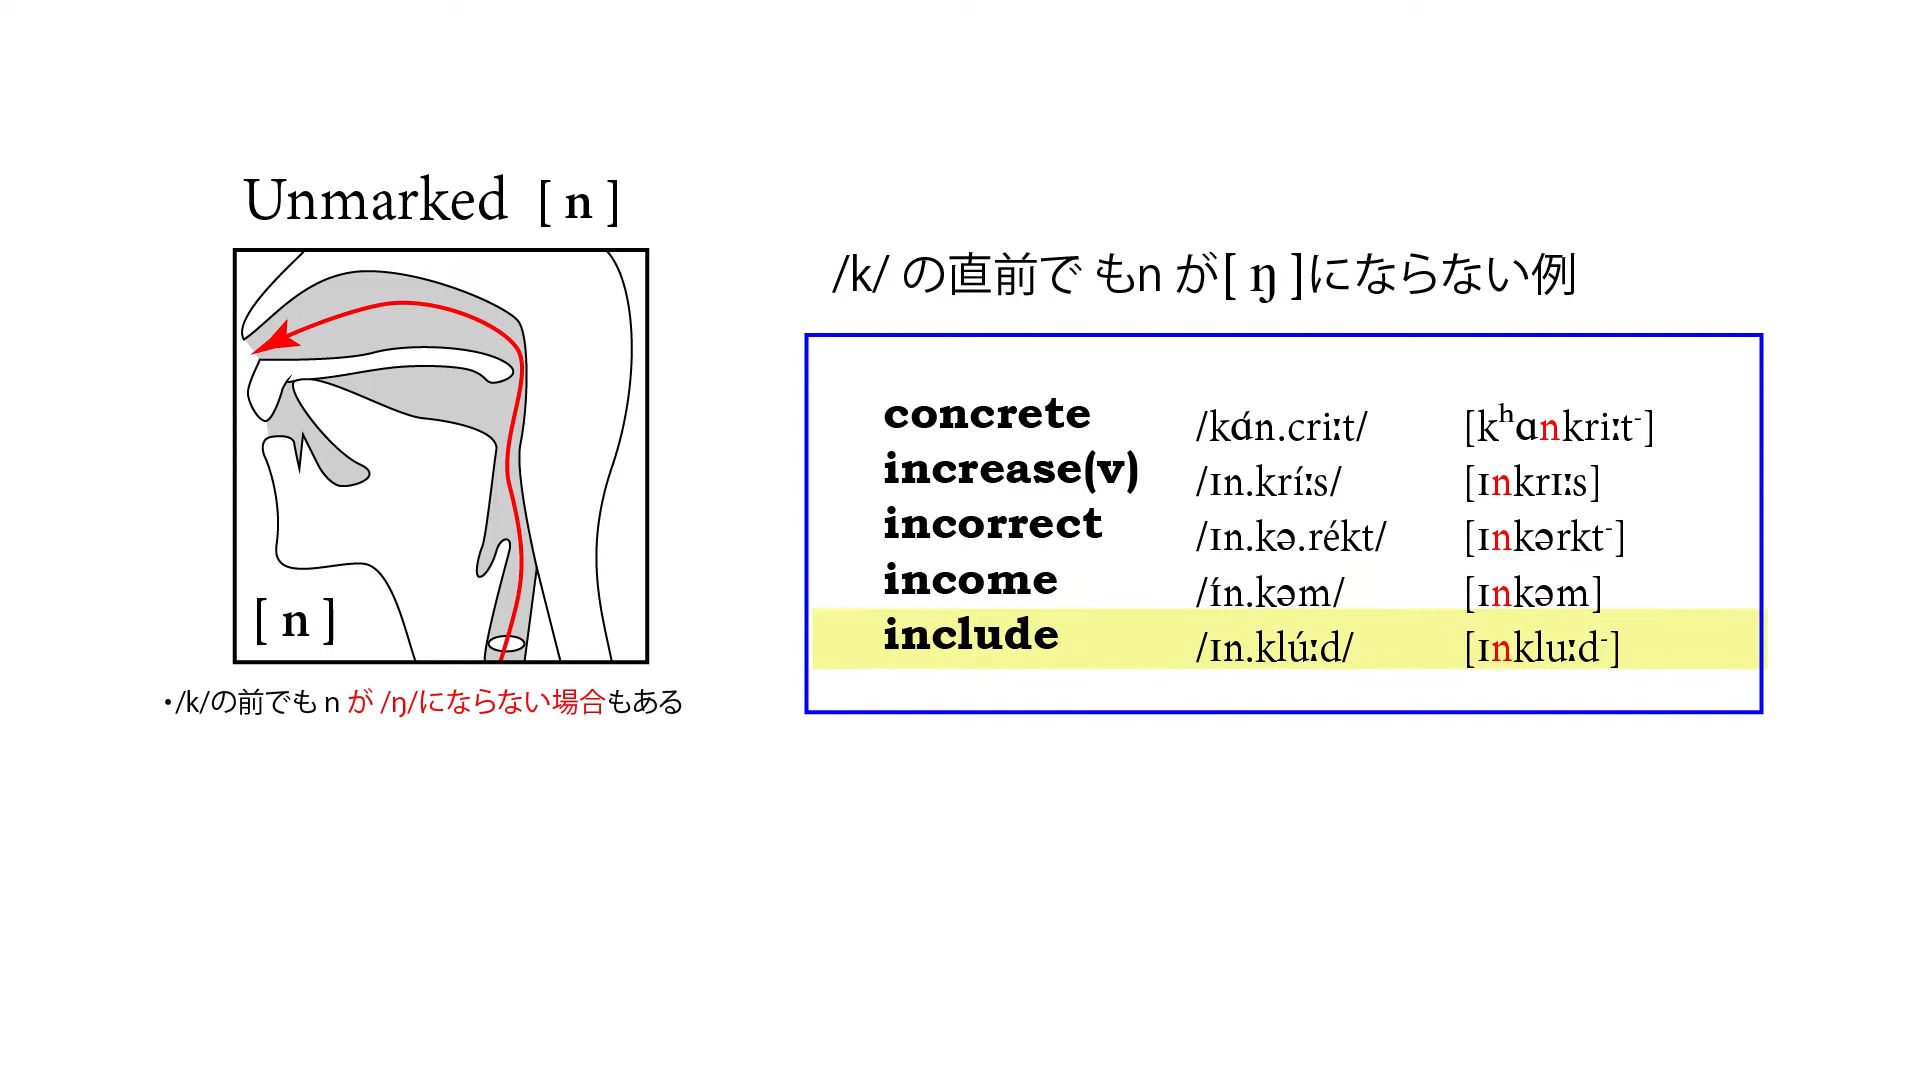 Unmarked [ n ]
[ n ]
・/k/の前でも n が /ŋ/にならない場合もある
/k/ の直前で もn が[ ŋ ]にならない例
concrete /kɑ́n.criːt/ [kʰɑnkriːt˗]
increase(v) /ɪn.kríːs/ [ɪnkrɪːs]
incorrect /ɪn.kə.rékt/ [ɪnkərkt˗]
income /ín.kəm/ [ɪnkəm]
include /ɪn.klúːd/ [ɪnkluːd˗]